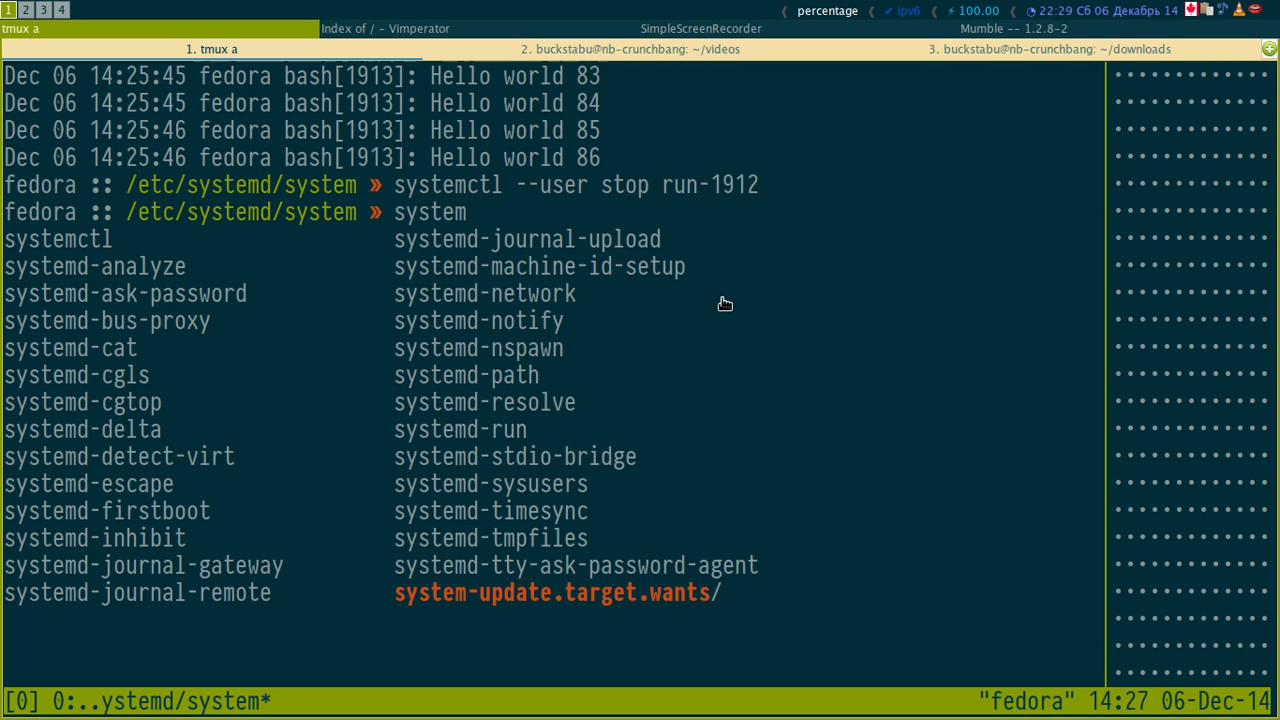 1 2 3 4 percentage ✔ ipv6 ⚡ 100.00 22:29 Сб 06 Декабрь 14
tmux a Index of / - Vimperator SimpleScreenRecorder Mumble -- 1.2.8-2
1. tmux a 2. buckstabu@nb-crunchbang: ~/videos 3. buckstabu@nb-crunchbang: ~/downloads
Dec 06 14:25:45 fedora bash[1913]: Hello world 83
Dec 06 14:25:45 fedora bash[1913]: Hello world 84
Dec 06 14:25:46 fedora bash[1913]: Hello world 85
Dec 06 14:25:46 fedora bash[1913]: Hello world 86
fedora :: /etc/systemd/system » systemctl --user stop run-1912
fedora :: /etc/systemd/system » system
systemctl systemd-journal-upload
systemd-analyze systemd-machine-id-setup
systemd-ask-password systemd-network
systemd-bus-proxy systemd-notify
systemd-cat systemd-nspawn
systemd-cgls systemd-path
systemd-cgtop systemd-resolve
systemd-delta systemd-run
systemd-detect-virt systemd-stdio-bridge
systemd-escape systemd-sysusers
systemd-firstboot systemd-timesync
systemd-inhibit systemd-tmpfiles
systemd-journal-gateway systemd-tty-ask-password-agent
systemd-journal-remote system-update.target.wants/
[0] 0:..ystemd/system* "fedora" 14:27 06-Dec-14